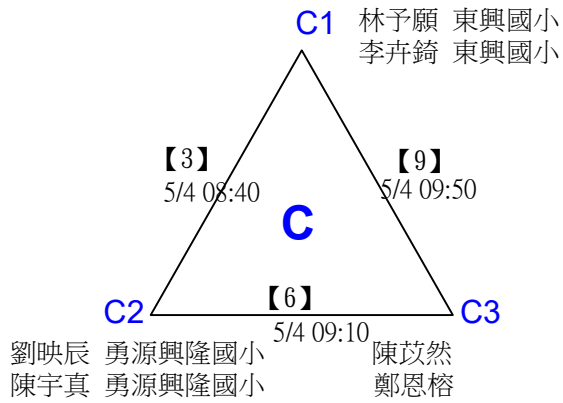 C1
林予願 東興國小
李卉錡 東興國小
【3】
5/4 08:40
【9】
5/4 09:50
C
C2
【6】
C3
5/4 09:10
劉映辰 勇源興隆國小
陳宇真 勇源興隆國小
陳苡然
鄭恩榕